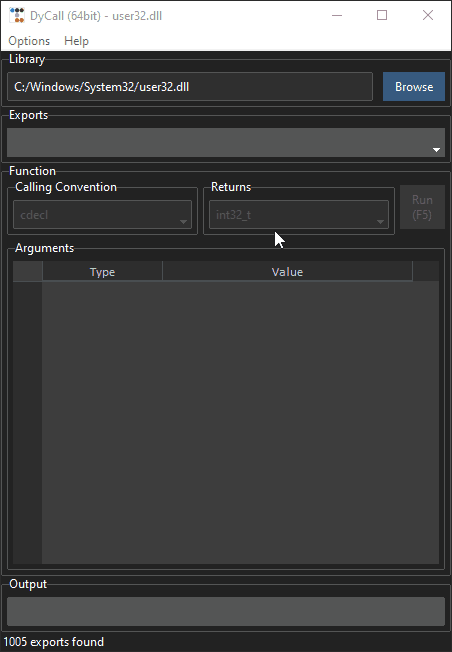 DyCall (64bit) - user32.dll
Options Help
Library
C:/Windows/System32/user32.dll Browse
Exports
Function
Calling Convention Returns
cdecl int32_t Run
(F5)
Arguments
Type Value
Output
1005 exports found